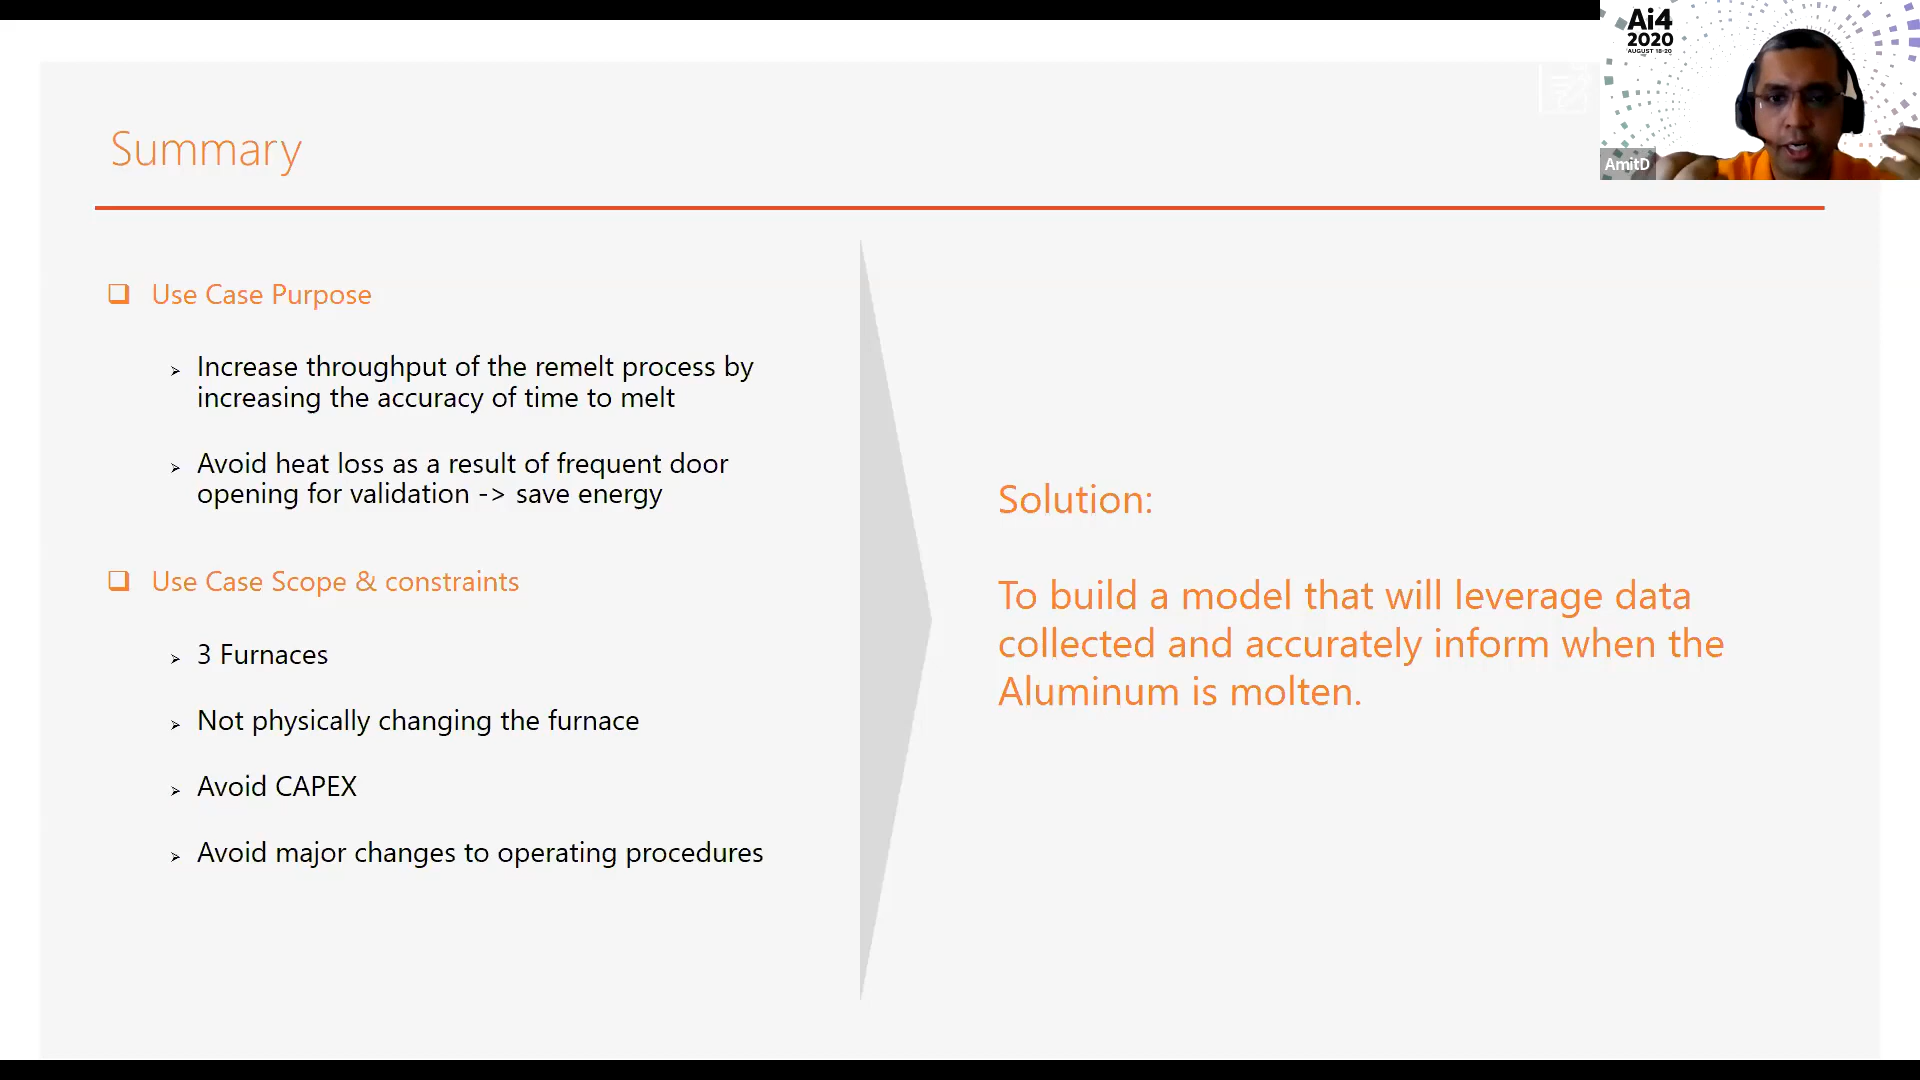 Ai4
2020
AUGUST 18-20
AmitD
Summary
Use Case Purpose
Increase throughput of the remelt process by
increasing the accuracy of time to melt
Avoid heat loss as a result of frequent door
opening for validation -> save energy
Use Case Scope & constraints
3 Furnaces
Not physically changing the furnace
Avoid CAPEX
Avoid major changes to operating procedures
Solution:
To build a model that will leverage data
collected and accurately inform when the
Aluminum is molten.